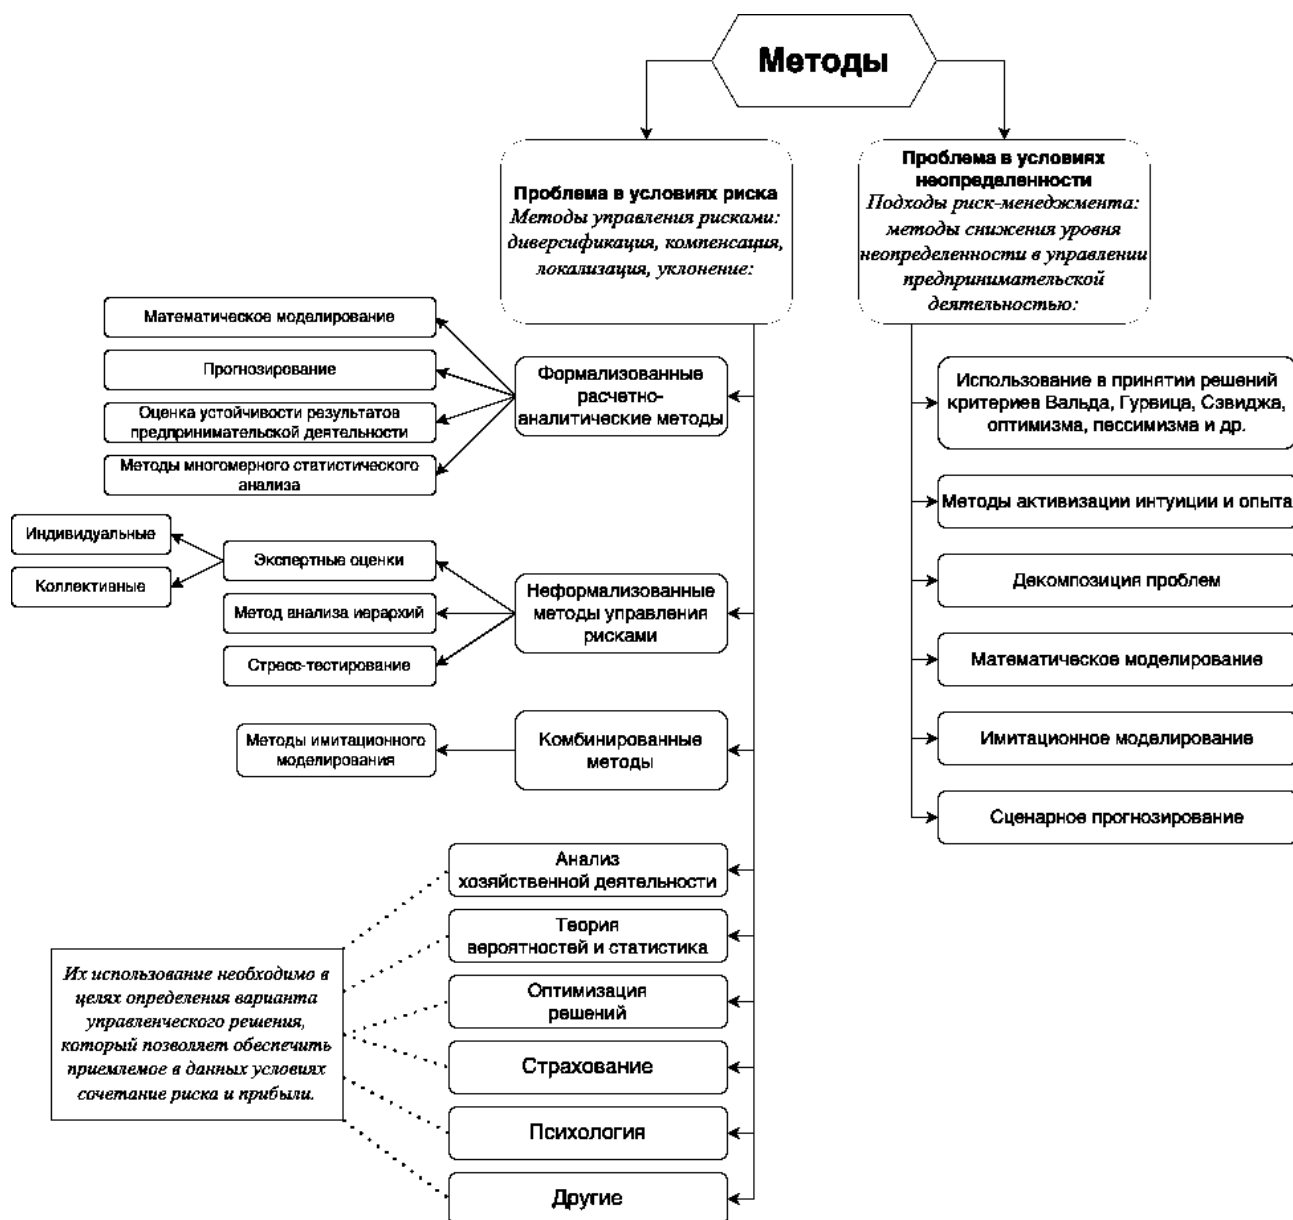 Методы
Проблема в условиях риска
Методы управления рисками:
диверсификация, компенсация,
локализация, уклонение:
Проблема в условиях
неопределенности
Подходы риск-менеджмента:
методы снижения уровня
неопределенности в управлении
предпринимательской
деятельностью:
Математическое моделирование
Прогнозирование
Оценка устойчивости результатов
предпринимательской деятельности
Методы многомерного статистического
анализа
Формализованные
расчетно-
аналитические методы
Индивидуальные
Коллективные
Экспертные оценки
Метод анализа иерархий
Стресс-тестирование
Неформализованные
методы управления
рисками
Методы имитационного
моделирования
Комбинированные
методы
Анализ
хозяйственной деятельности
Теория
вероятностей и статистика
Оптимизация
решений
Страхование
Психология
Другие
Их использование необходимо в
целях определения варианта
управленческого решения,
который позволяет обеспечить
приемлемое в данных условиях
сочетание риска и прибыли.
Использование в принятии решений
критериев Вальда, Гурвица, Сэвиджа,
оптимизма, пессимизма и др.
Методы активизации интуиции и опыта
Декомпозиция проблем
Математическое моделирование
Имитационное моделирование
Сценарное прогнозирование